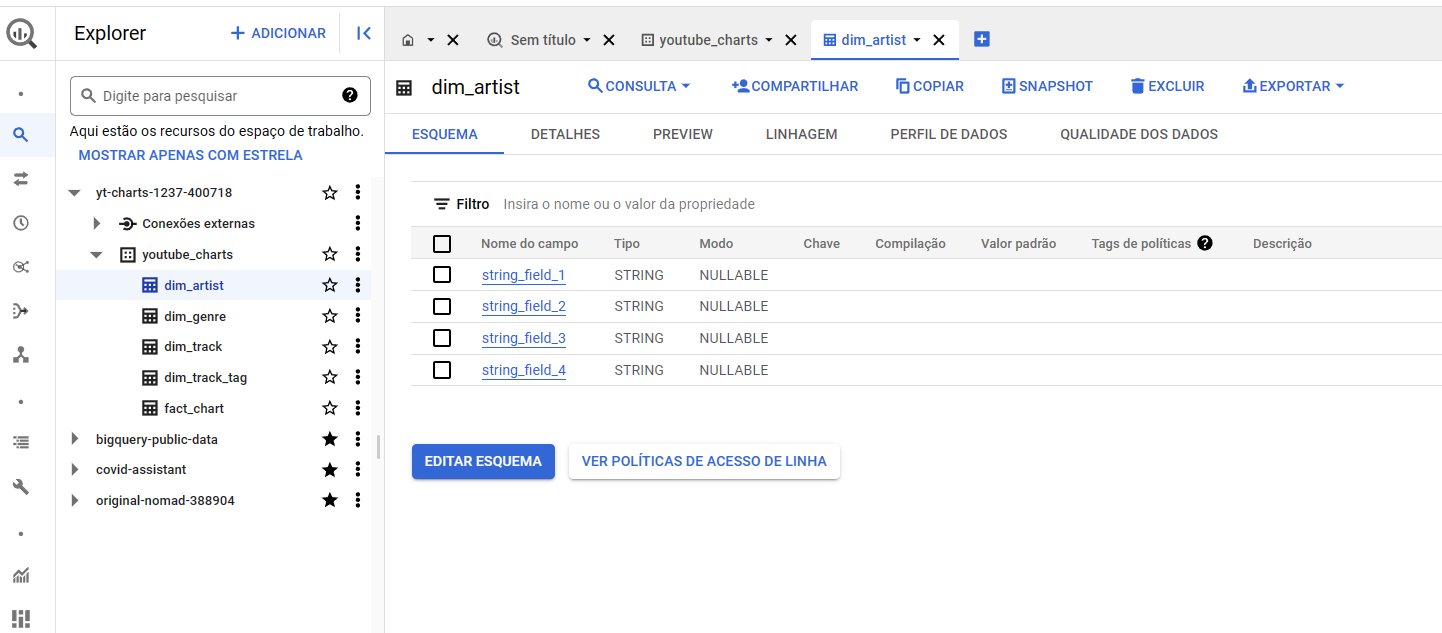 Explorer
+ ADICIONAR
Digite para pesquisar
Aqui estão os recursos do espaço de trabalho.
MOSTRAR APENAS COM ESTRELA
yt-charts-1237-400718
Conexões externas
youtube_charts
dim_artist
dim_genre
dim_track
dim_track_tag
fact_chart
bigquery-public-data
covid-assistant
original-nomad-388904
Sem título
youtube_charts
dim_artist
dim_artist
CONSULTA
COMPARTILHAR
COPIAR
SNAPSHOT
EXCLUIR
EXPORTAR
ESQUEMA DETALHES PREVIEW LINHAGEM PERFIL DE DADOS QUALIDADE DOS DADOS
Filtro Insira o nome ou o valor da propriedade
Nome do campo Tipo Modo Chave Compilação Valor padrão Tags de políticas ? Descrição
string_field_1 STRING NULLABLE
string_field_2 STRING NULLABLE
string_field_3 STRING NULLABLE
string_field_4 STRING NULLABLE
EDITAR ESQUEMA VER POLÍTICAS DE ACESSO DE LINHA